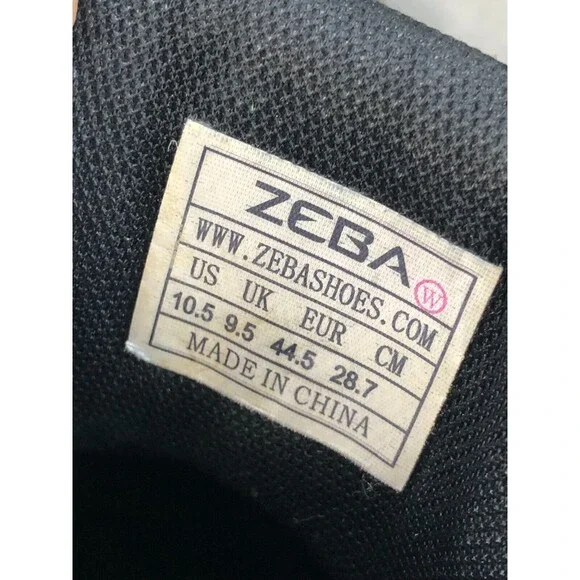 ZEBA
W
WWW.ZEBASHOES.COM
US UK EUR CM
10.5 9.5 44.5 28.7
MADE IN CHINA